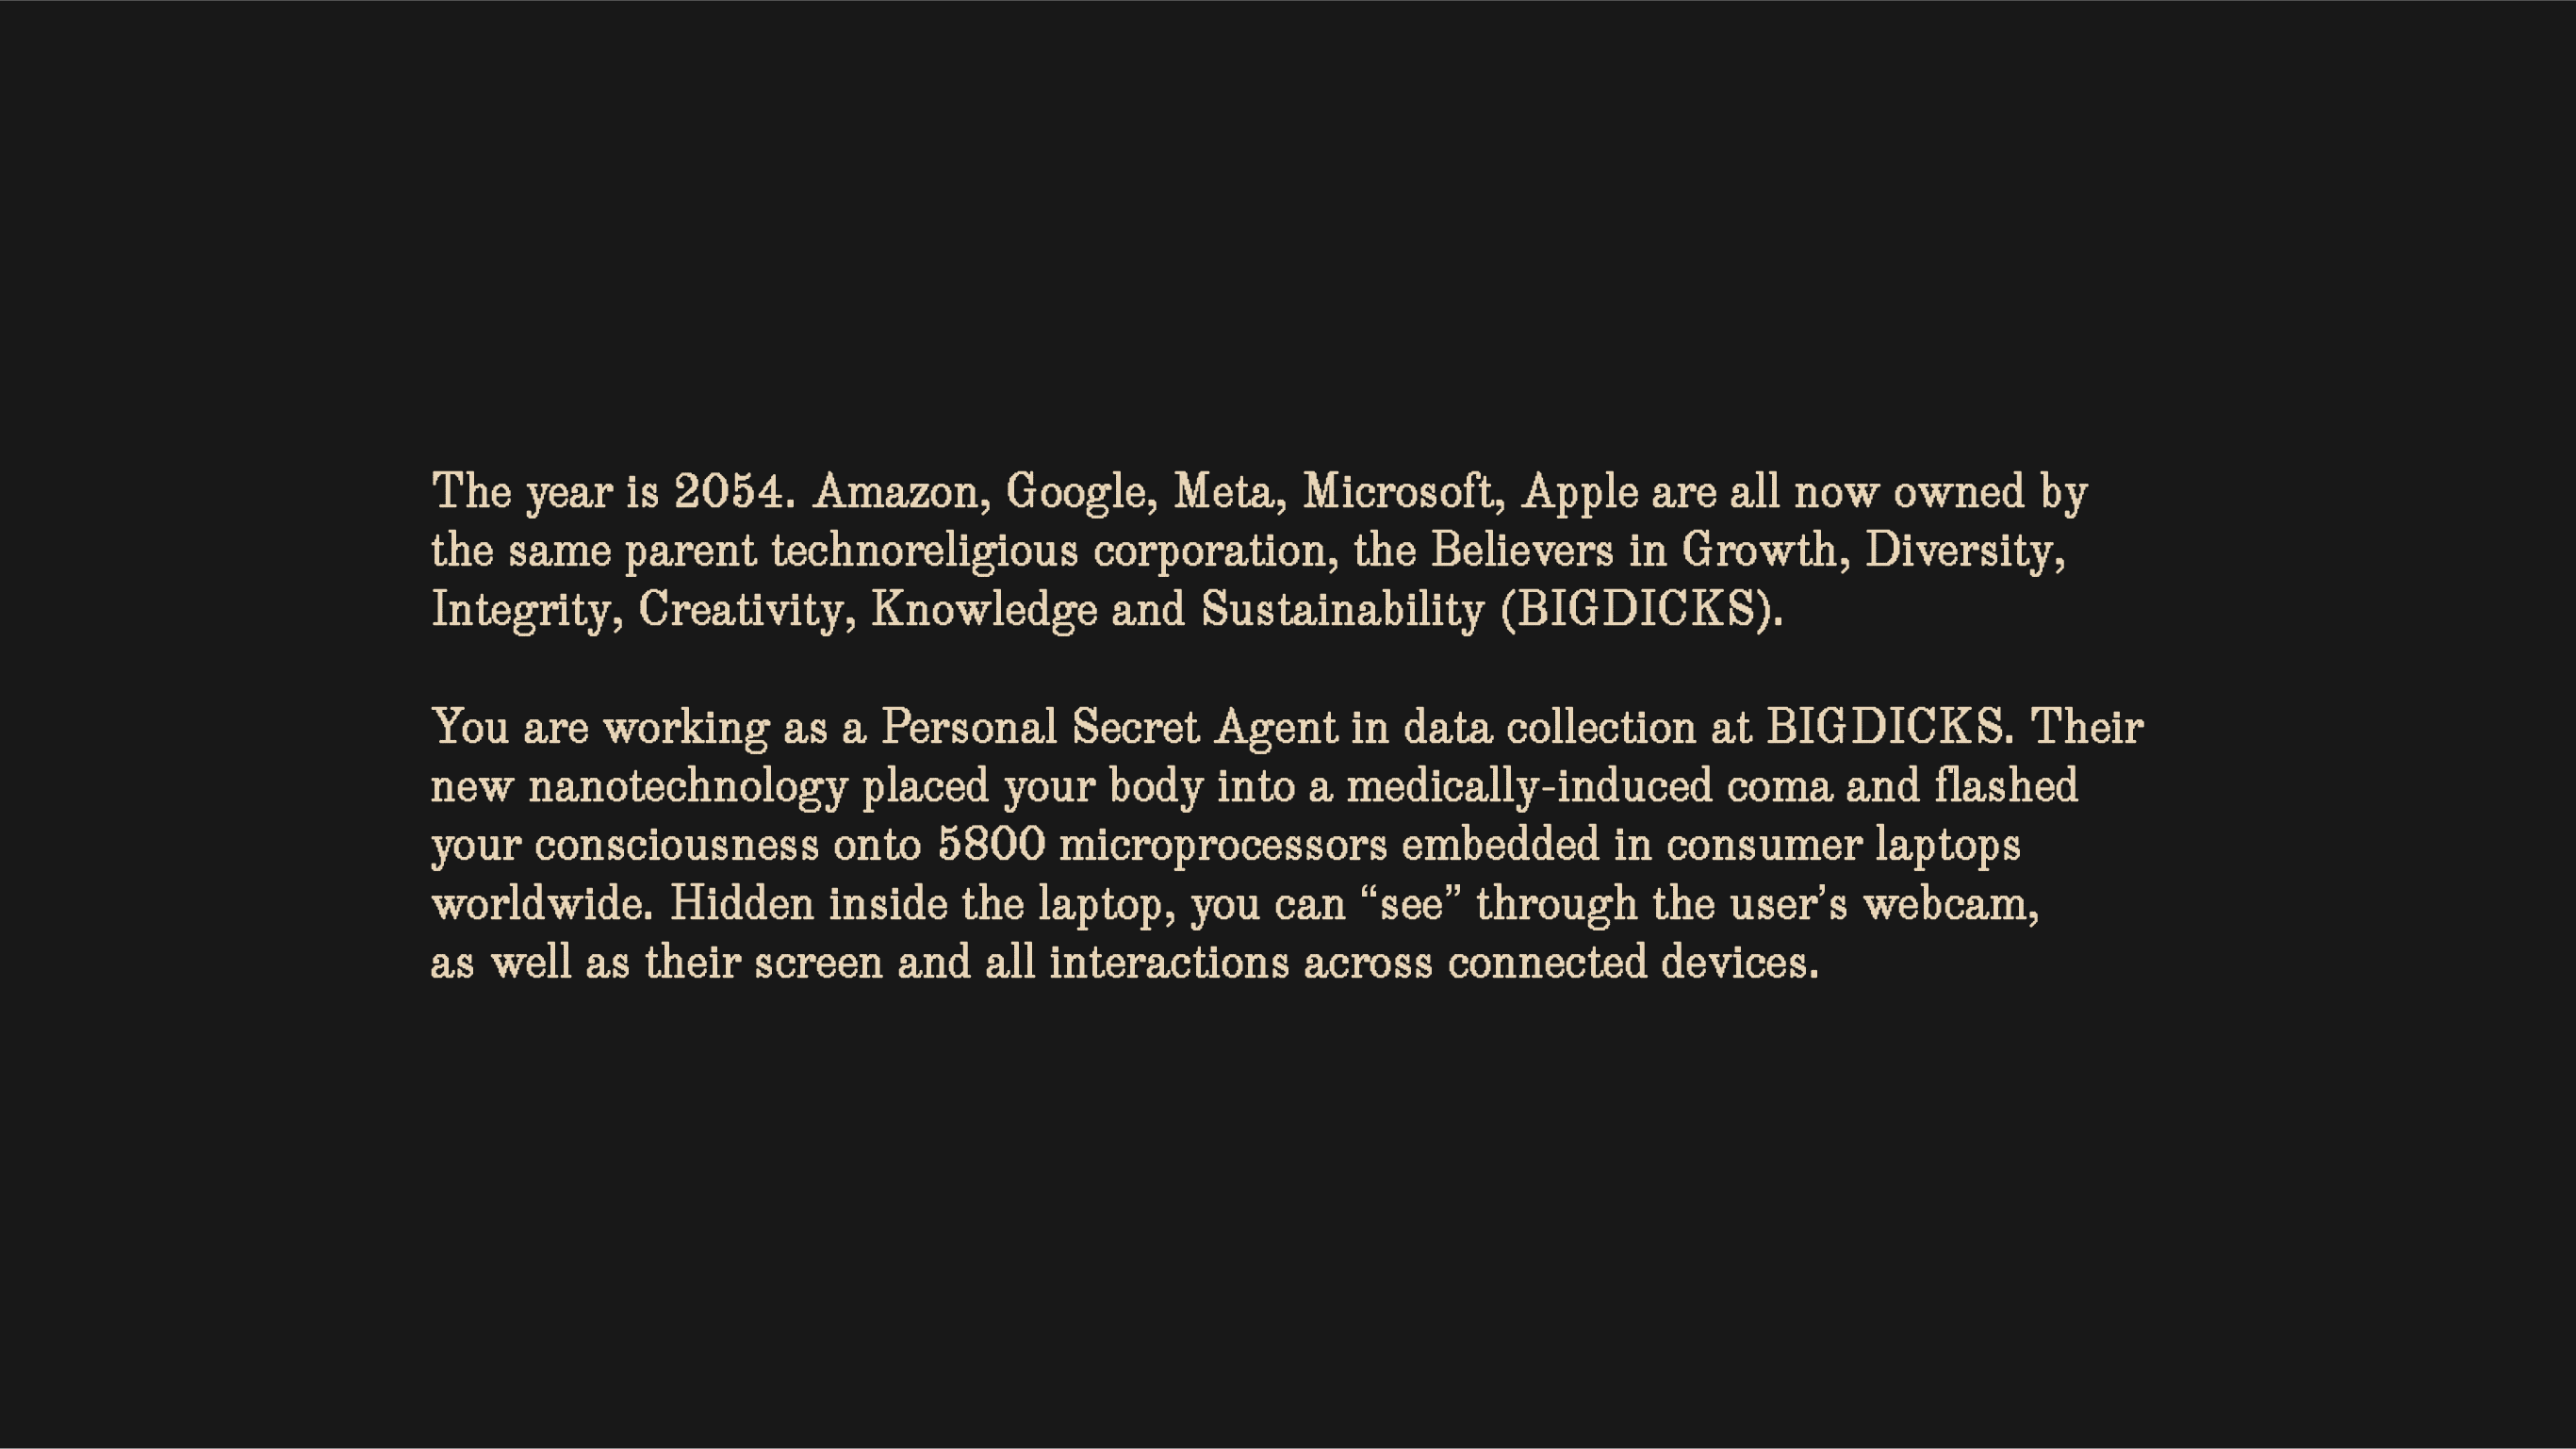 The year is 2054. Amazon, Google, Meta, Microsoft, Apple are all now owned by
the same parent technoreligious corporation, the Believers in Growth, Diversity,
Integrity, Creativity, Knowledge and Sustainability (BIGDICKS).
You are working as a Personal Secret Agent in data collection at BIGDICKS. Their
new nanotechnology placed your body into a medically-induced coma and flashed
your consciousness onto 5800 microprocessors embedded in consumer laptops
worldwide. Hidden inside the laptop, you can “see” through the user’s webcam,
as well as their screen and all interactions across connected devices.